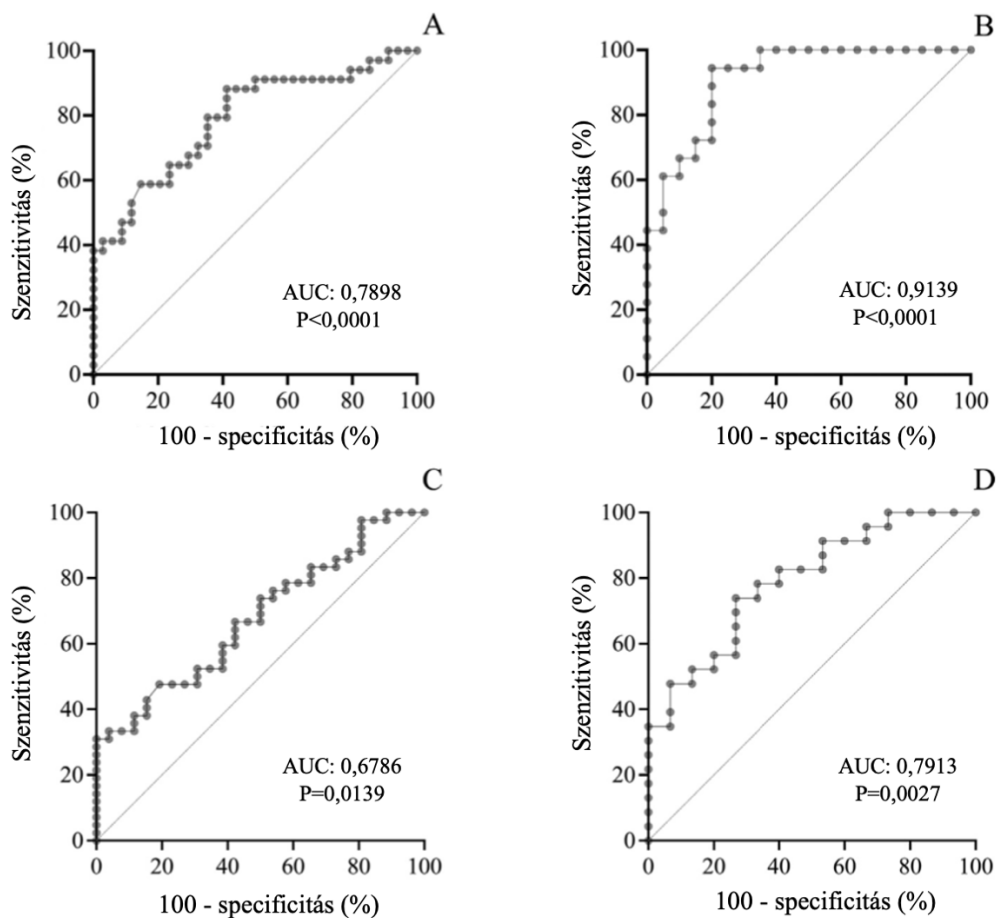 A
100
80
60
40
20
0
Szenzitivitás (%)
AUC: 0,7898
P<0,0001
0 20 40 60 80 100
100 - specificitás (%)
B
100
80
60
40
20
0
Szenzitivitás (%)
AUC: 0,9139
P<0,0001
0 20 40 60 80 100
100 - specificitás (%)
C
100
80
60
40
20
0
Szenzitivitás (%)
AUC: 0,6786
P=0,0139
0 20 40 60 80 100
100 - specificitás (%)
D
100
80
60
40
20
0
Szenzitivitás (%)
AUC: 0,7913
P=0,0027
0 20 40 60 80 100
100 - specificitás (%)